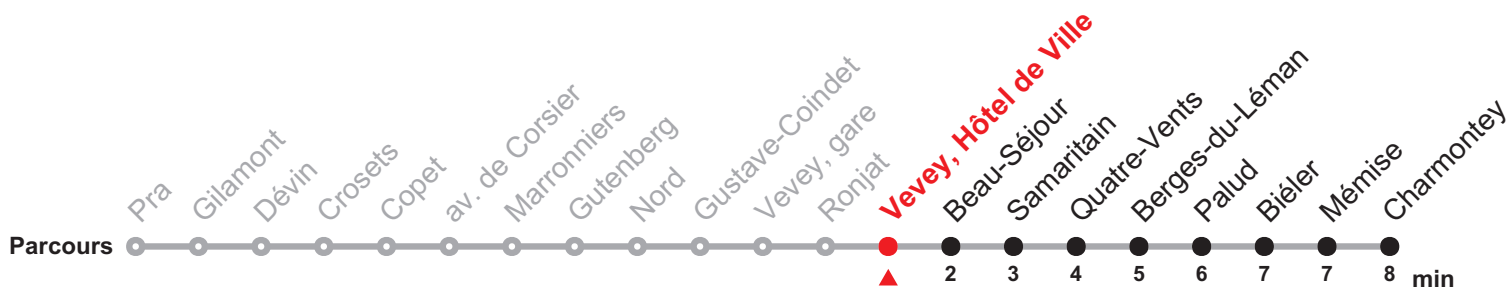 Pra
Gilamont
Dévin
Crosets
Copet
av. de Corsier
Marronniers
Gutenberg
Nord
Gustave-Coindet
Vevey, gare
Ronjat
Vevey, Hôtel de Ville
Beau-Séjour
Samaritain
Quatre-Vents
Berges-du-Léman
Palud
Biéler
Mémise
Charmontey
Parcours
2 3 4 5 6 7 7 8 min